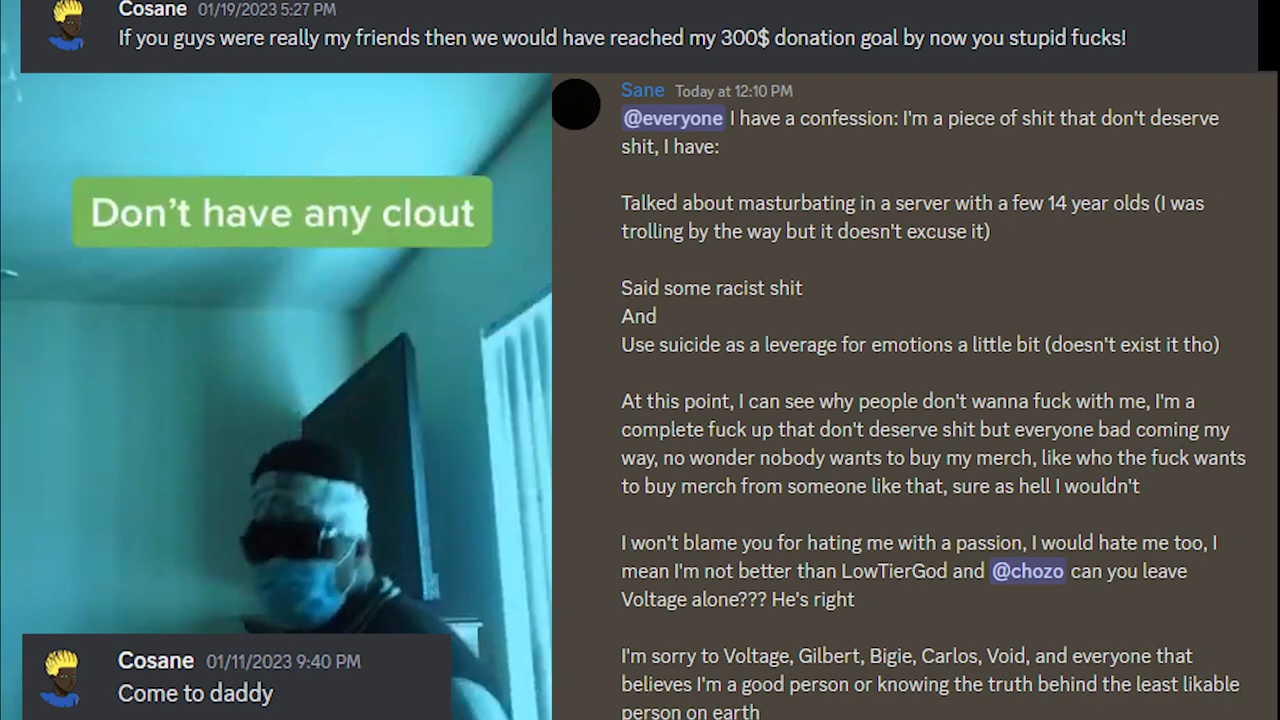 Cosane 01/19/2023 5:27 PM
If you guys were really my friends then we would have reached my 300$ donation goal by now you stupid fucks!
Don't have any clout
Cosane 01/11/2023 9:40 PM
Come to daddy
Sane Today at 12:10 PM
@everyone I have a confession: I'm a piece of shit that don't deserve
shit, I have:
Talked about masturbating in a server with a few 14 year olds (I was
trolling by the way but it doesn't excuse it)
Said some racist shit
And
Use suicide as a leverage for emotions a little bit (doesn't exist it tho)
At this point, I can see why people don't wanna fuck with me, I'm a
complete fuck up that don't deserve shit but everyone bad coming my
way, no wonder nobody wants to buy my merch, like who the fuck wants
to buy merch from someone like that, sure as hell I wouldn't
I won't blame you for hating me with a passion, I would hate me too, I
mean I'm not better than LowTierGod and @chozo can you leave
Voltage alone??? He's right
I'm sorry to Voltage, Gilbert, Bigie, Carlos, Void, and everyone that
believes I'm a good person or knowing the truth behind the least likable
person on earth